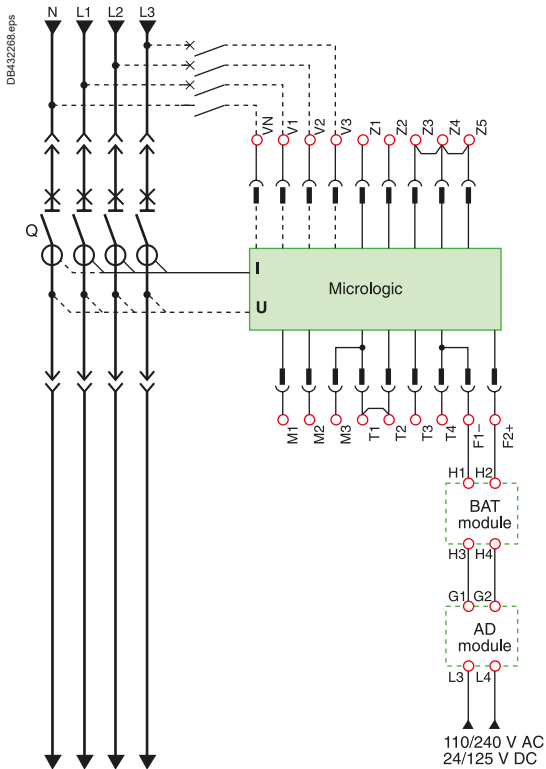 DB432268.eps
N L1 L2 L3
VN V1 V2 V3 Z1 Z2 Z3 Z4 Z5
Q
I
Micrologic
U
M1 M2 M3 T1 T2 T3 T4 F1– F2+
H1 H2
BAT
module
H3 H4
G1 G2
AD
module
L3 L4
110/240 V AC
24/125 V DC